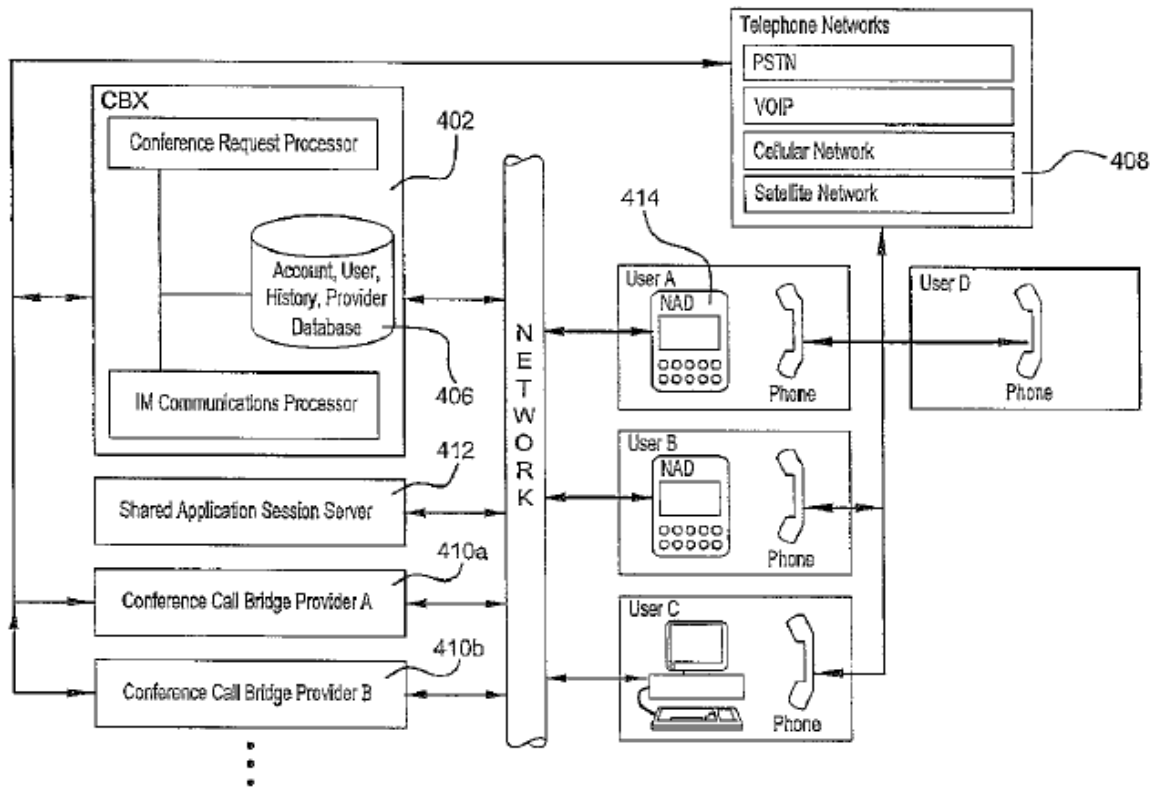 Telephone Networks
PSTN
VOIP
Cellular Network
Satellite Network
408
CBX
Conference Request Processor
402
Account, User,
History, Provider
Database
406
IM Communications Processor
412
Shared Application Session Server
410a
Conference Call Bridge Provider A
410b
Conference Call Bridge Provider B
NETWORK
414
User A
NAD
Phone
User D
Phone
User B
NAD
Phone
User C
Phone